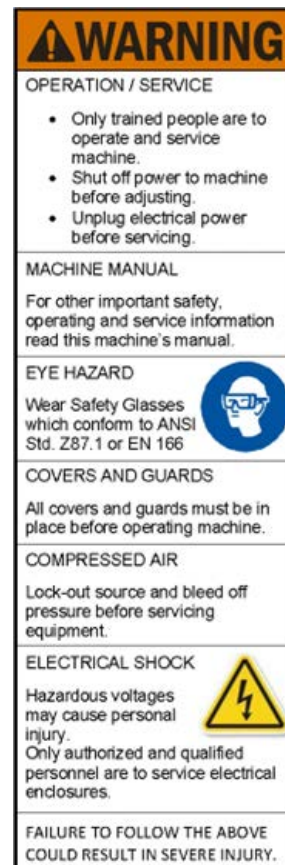 WARNING
OPERATION / SERVICE
• Only trained people are to
operate and service
machine.
• Shut off power to machine
before adjusting.
• Unplug electrical power
before servicing.
MACHINE MANUAL
For other important safety,
operating and service information
read this machine's manual.
EYE HAZARD
Wear Safety Glasses
which conform to ANSI
Std. Z87.1 or EN 166
COVERS AND GUARDS
All covers and guards must be in
place before operating machine.
COMPRESSED AIR
Lock-out source and bleed off
pressure before servicing
equipment.
ELECTRICAL SHOCK
Hazardous voltages
may cause personal
injury.
Only authorized and qualified
personnel are to service electrical
enclosures.
FAILURE TO FOLLOW THE ABOVE
COULD RESULT IN SEVERE INJURY.